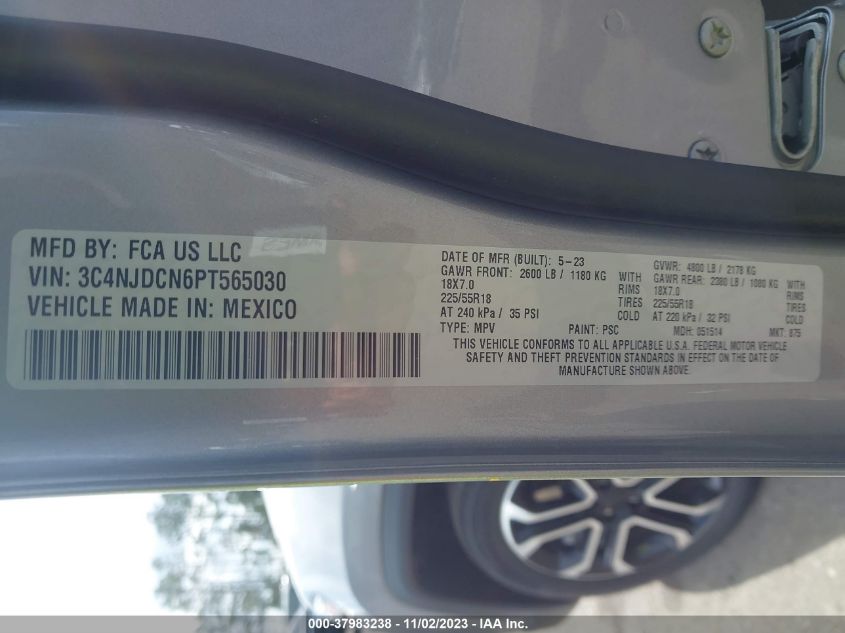 MFD BY: FCA US LLC
VIN: 3C4NJDCN6PT565030
VEHICLE MADE IN: MEXICO
DATE OF MFR (BUILT): 5-23 GVWR: 4800 LB / 2178 KG
GAWR FRONT: 2600 LB / 1180 KG WITH GAWR REAR: 2380 LB / 1080 KG WITH
18X7.0 RIMS 18X7.0 RIMS
225/55R18 TIRES 225/55R18 TIRES
AT 240 kPa / 35 PSI COLD AT 220 kPa / 32 PSI COLD
TYPE: MPV PAINT: PSC MDH: 051514 MKT: 875
THIS VEHICLE CONFORMS TO ALL APPLICABLE U.S.A. FEDERAL MOTOR VEHICLE
SAFETY AND THEFT PREVENTION STANDARDS IN EFFECT ON THE DATE OF
MANUFACTURE SHOWN ABOVE.
000-37983238 - 11/02/2023 - IAA Inc.